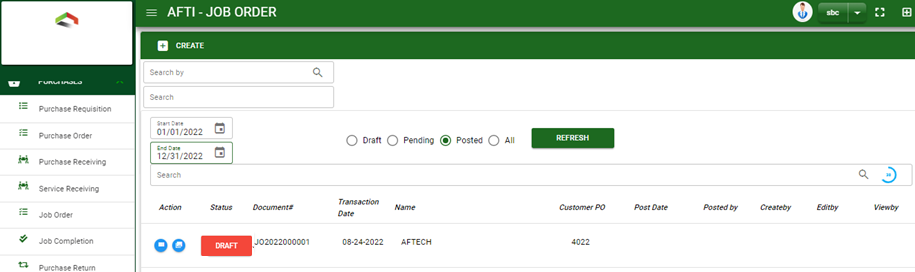 AFTI - JOB ORDER
sbc
PURCHASES
Purchase Requisition
Purchase Order
Purchase Receiving
Service Receiving
Job Order
Job Completion
Purchase Return
CREATE
Search by
Search
Start Date
01/01/2022
End Date
12/31/2022
Draft Pending Posted All
REFRESH
Search
Action Status Document# Transaction Date Name Customer PO Post Date Posted by Createby Editby Viewby
DRAFT JO2022000001 08-24-2022 AFTECH 4022